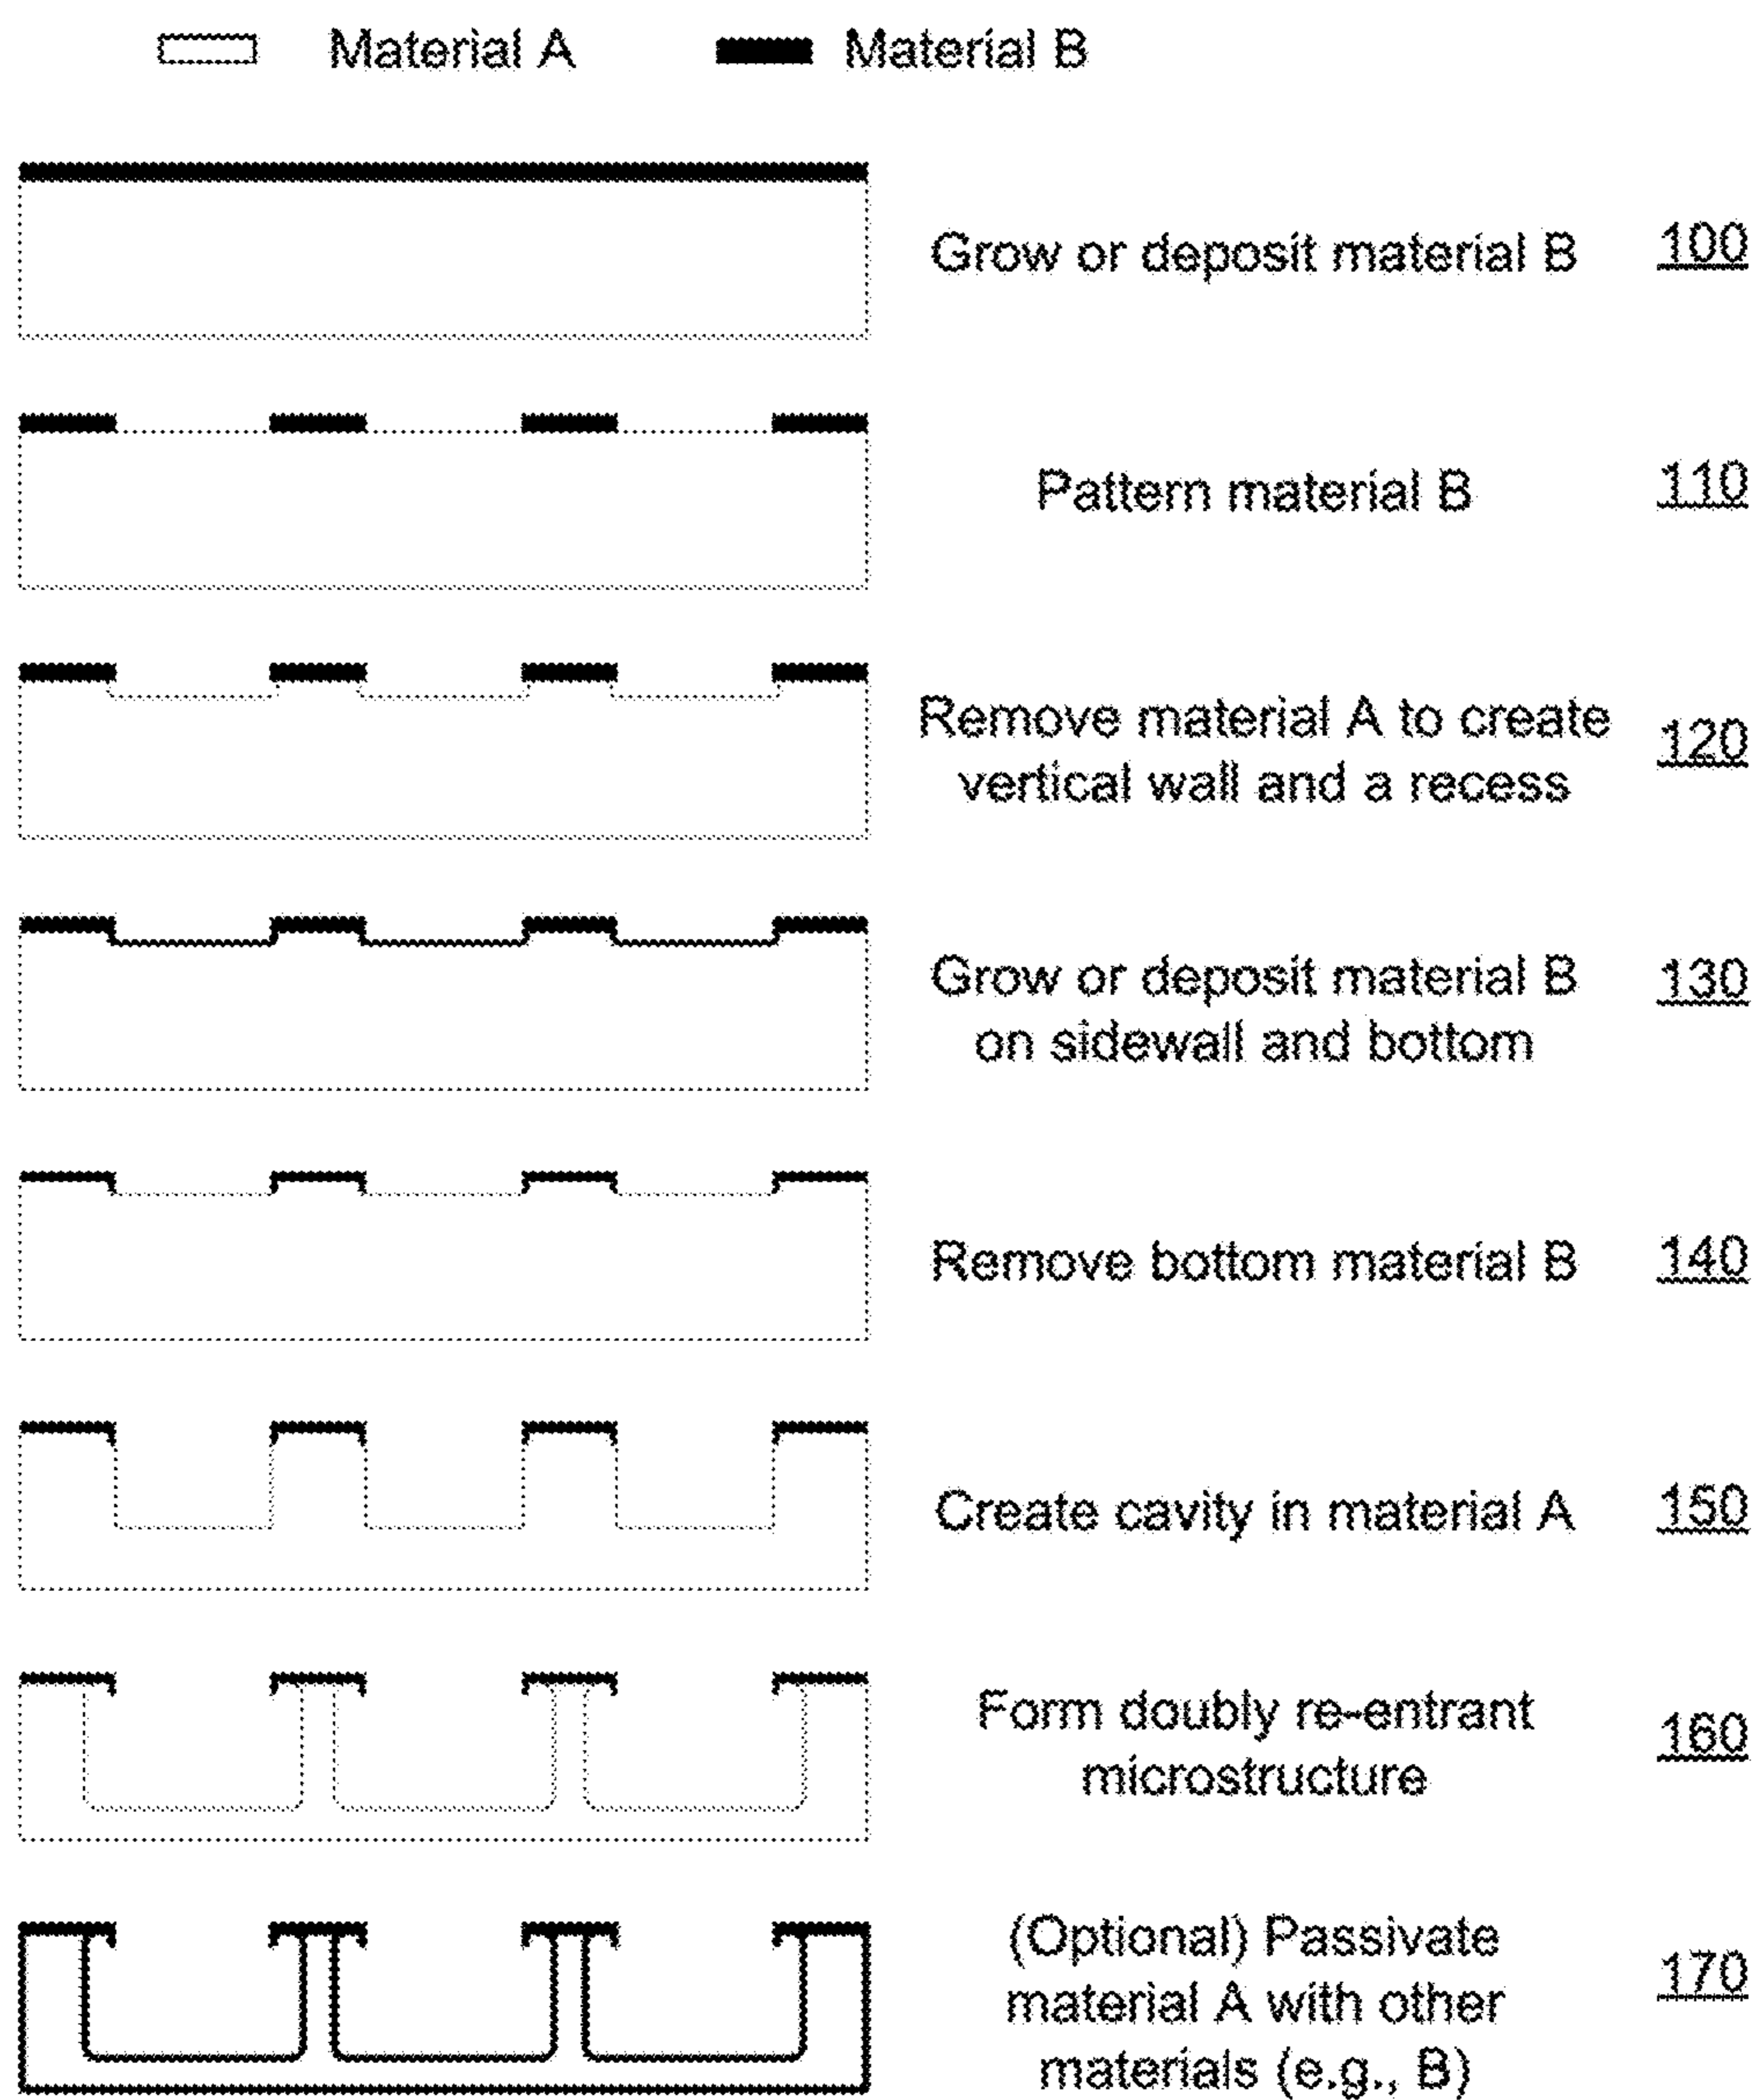 Material A Material B
Grow or deposit material B 100
Pattern material B 110
Remove material A to create
vertical wall and a recess 120
Grow or deposit material B
on sidewall and bottom 130
Remove bottom material B 140
Create cavity in material A 150
Form doubly re-entrant
microstructure 160
(Optional) Passivate
material A with other
materials (e.g., B) 170